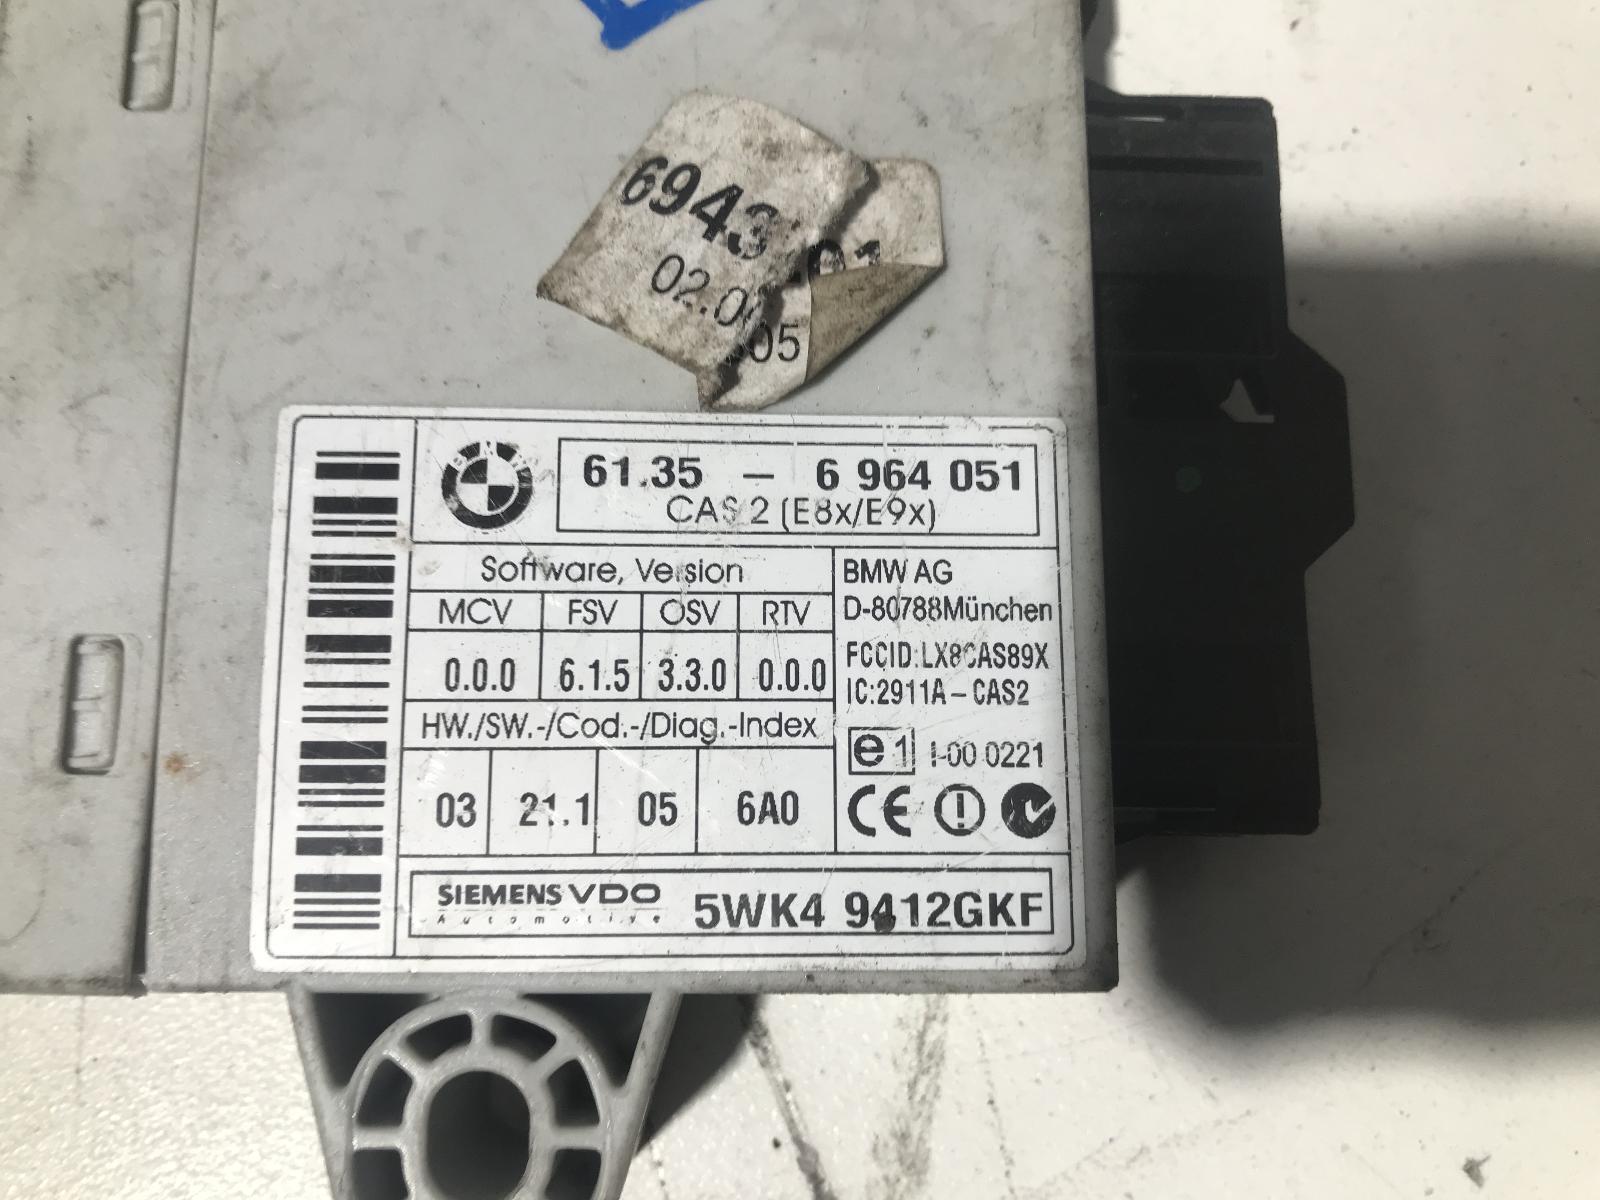 6943
01
02.0
05
61.35 - 6 964 051
CAS 2 (E8x/E9x)
Software, Version
MCV FSV OSV RTV
0.0.0 6.1.5 3.3.0 0.0.0
HW./SW.-/Cod.-/Diag.-Index
03 21.1 05 6A0
BMW AG
D-80788München
FCCID:LX8CAS89X
IC:2911A-CAS2
e1 I-00 0221
CE
SIEMENS VDO
Automotive
5WK4 9412GKF